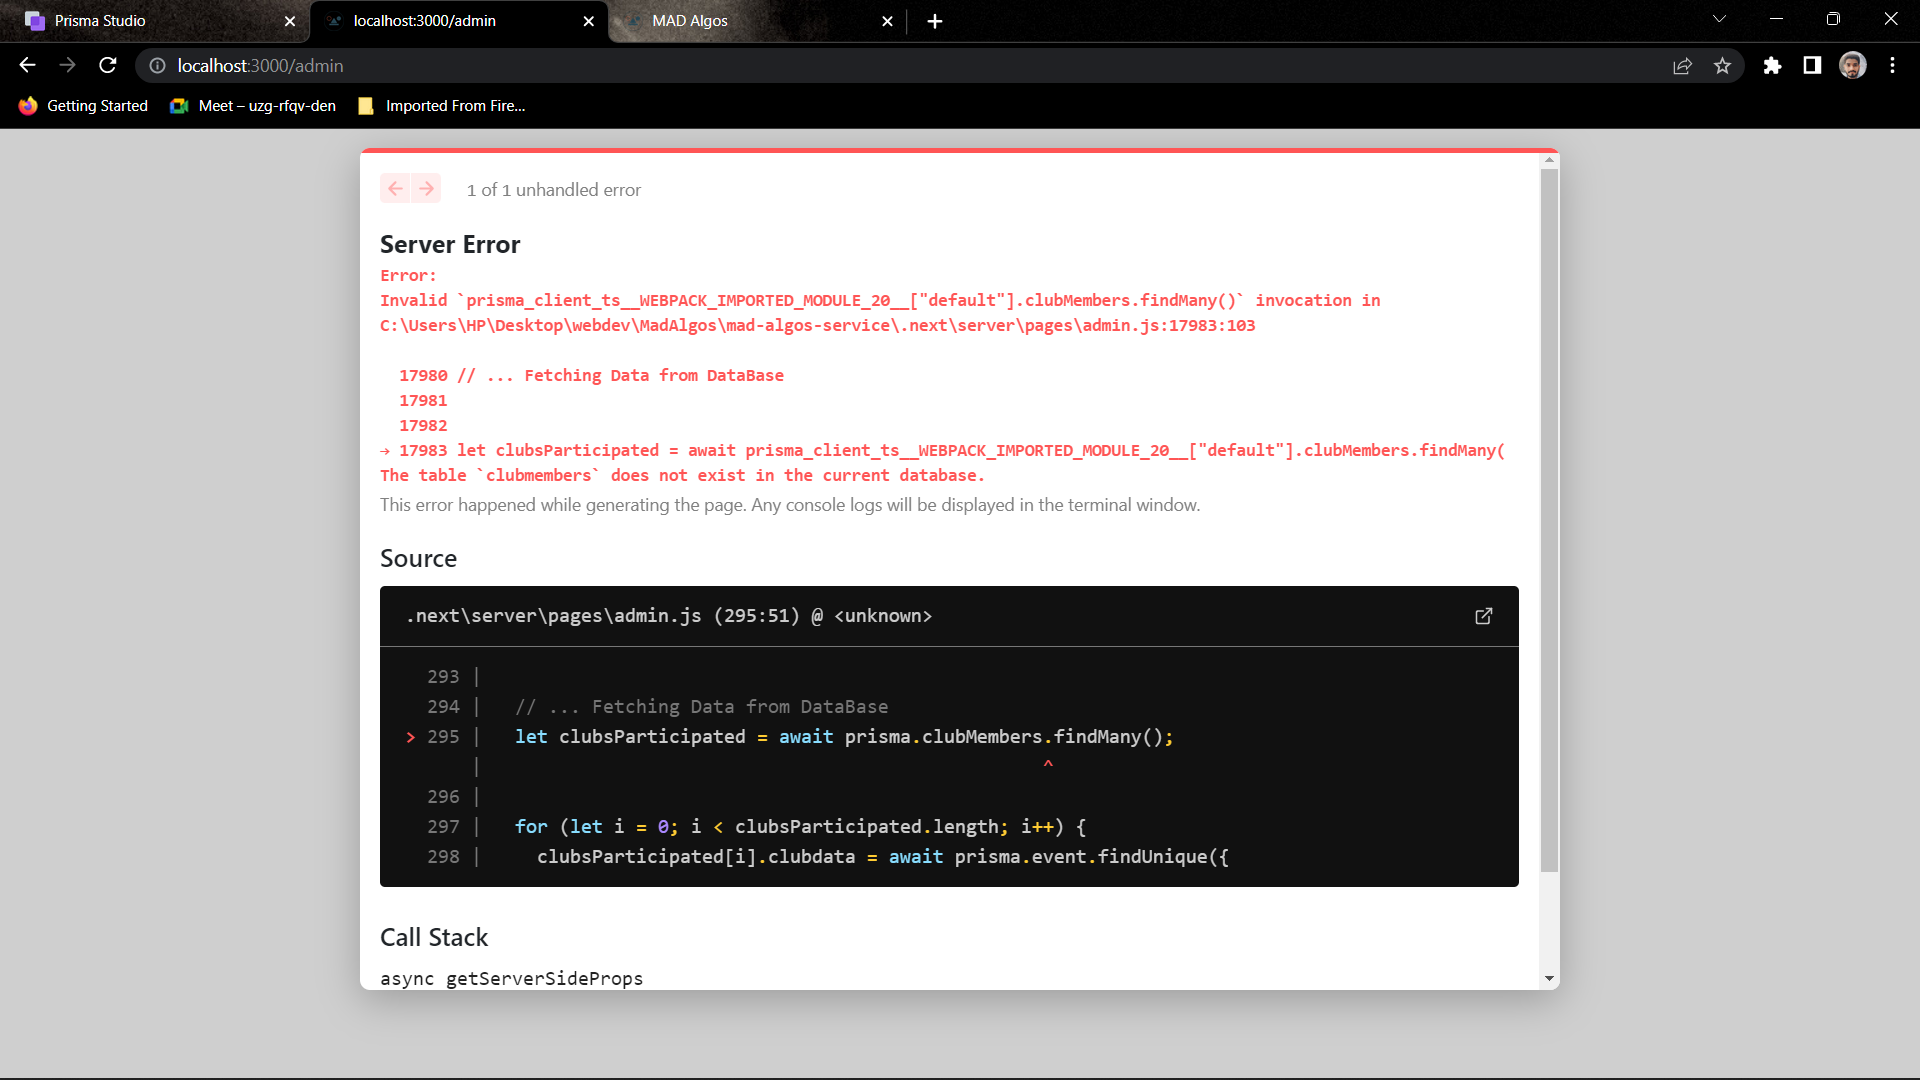 Prisma Studio
localhost:3000/admin
MAD Algos
localhost:3000/admin
Getting Started
Meet – uzg-rfqv-den
Imported From Fire...
1 of 1 unhandled error
Server Error
Error:
Invalid `prisma_client_ts__WEBPACK_IMPORTED_MODULE_20__["default"].clubMembers.findMany()` invocation in
C:\Users\HP\Desktop\webdev\MadAlgos\mad-algos-service\.next\server\pages\admin.js:17983:103
17980 // ... Fetching Data from DataBase
17981
17982
→ 17983 let clubsParticipated = await prisma_client_ts__WEBPACK_IMPORTED_MODULE_20__["default"].clubMembers.findMany(
The table `clubmembers` does not exist in the current database.
This error happened while generating the page. Any console logs will be displayed in the terminal window.
Source
.next\server\pages\admin.js (295:51) @ <unknown>
293 |
294 | // ... Fetching Data from DataBase
> 295 | let clubsParticipated = await prisma.clubMembers.findMany();
| ^
296 |
297 | for (let i = 0; i < clubsParticipated.length; i++) {
298 | clubsParticipated[i].clubdata = await prisma.event.findUnique({
Call Stack
async getServerSideProps